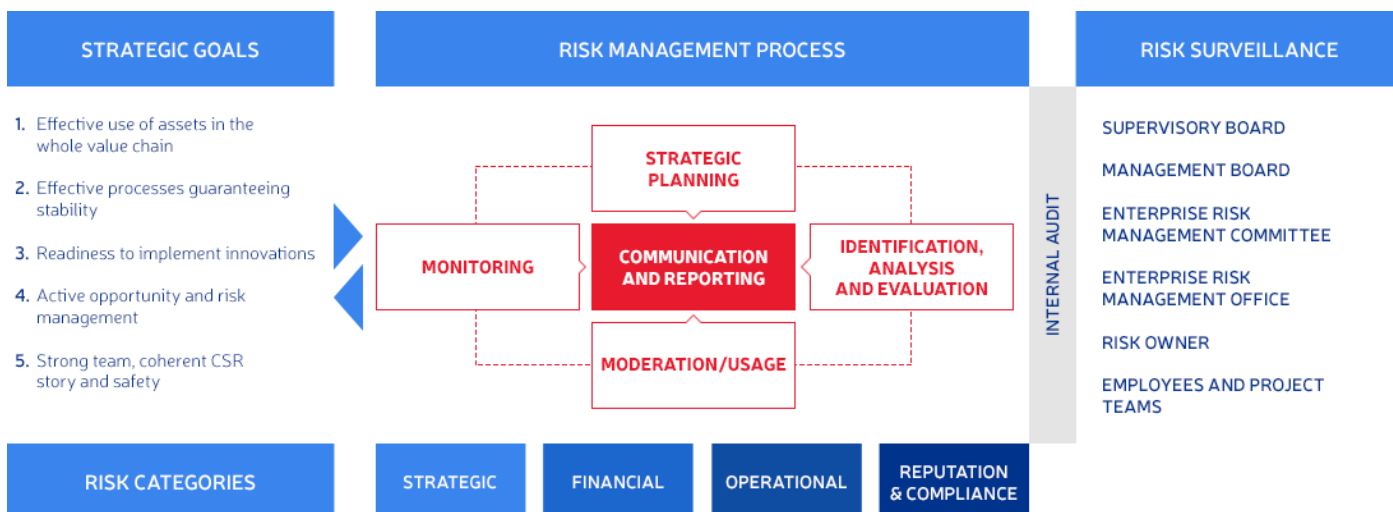 STRATEGIC GOALS
1. Effective use of assets in the
whole value chain
2. Effective processes guaranteeing
stability
3. Readiness to implement innovations
4. Active opportunity and risk
management
5. Strong team, coherent CSR
story and safety
RISK MANAGEMENT PROCESS
STRATEGIC
PLANNING
MONITORING
COMMUNICATION
AND REPORTING
IDENTIFICATION,
ANALYSIS
AND EVALUATION
MODERATION/USAGE
INTERNAL AUDIT
RISK SURVEILLANCE
SUPERVISORY BOARD
MANAGEMENT BOARD
ENTERPRISE RISK
MANAGEMENT COMMITTEE
ENTERPRISE RISK
MANAGEMENT OFFICE
RISK OWNER
EMPLOYEES AND PROJECT
TEAMS
RISK CATEGORIES
STRATEGIC
FINANCIAL
OPERATIONAL
REPUTATION
& COMPLIANCE